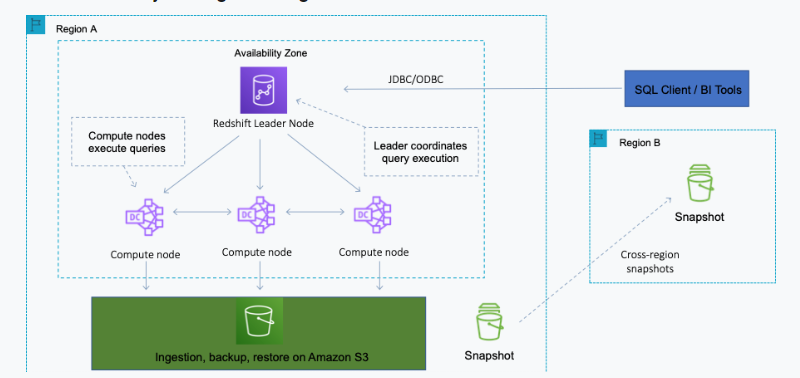 Region A
Availability Zone
JDBC/ODBC
SQL Client / BI Tools
Redshift Leader Node
Compute nodes
execute queries
Leader coordinates
query execution
Region B
DC
DC
DC
Snapshot
Compute node
Compute node
Compute node
Cross-region
snapshots
Ingestion, backup, restore on Amazon S3
Snapshot